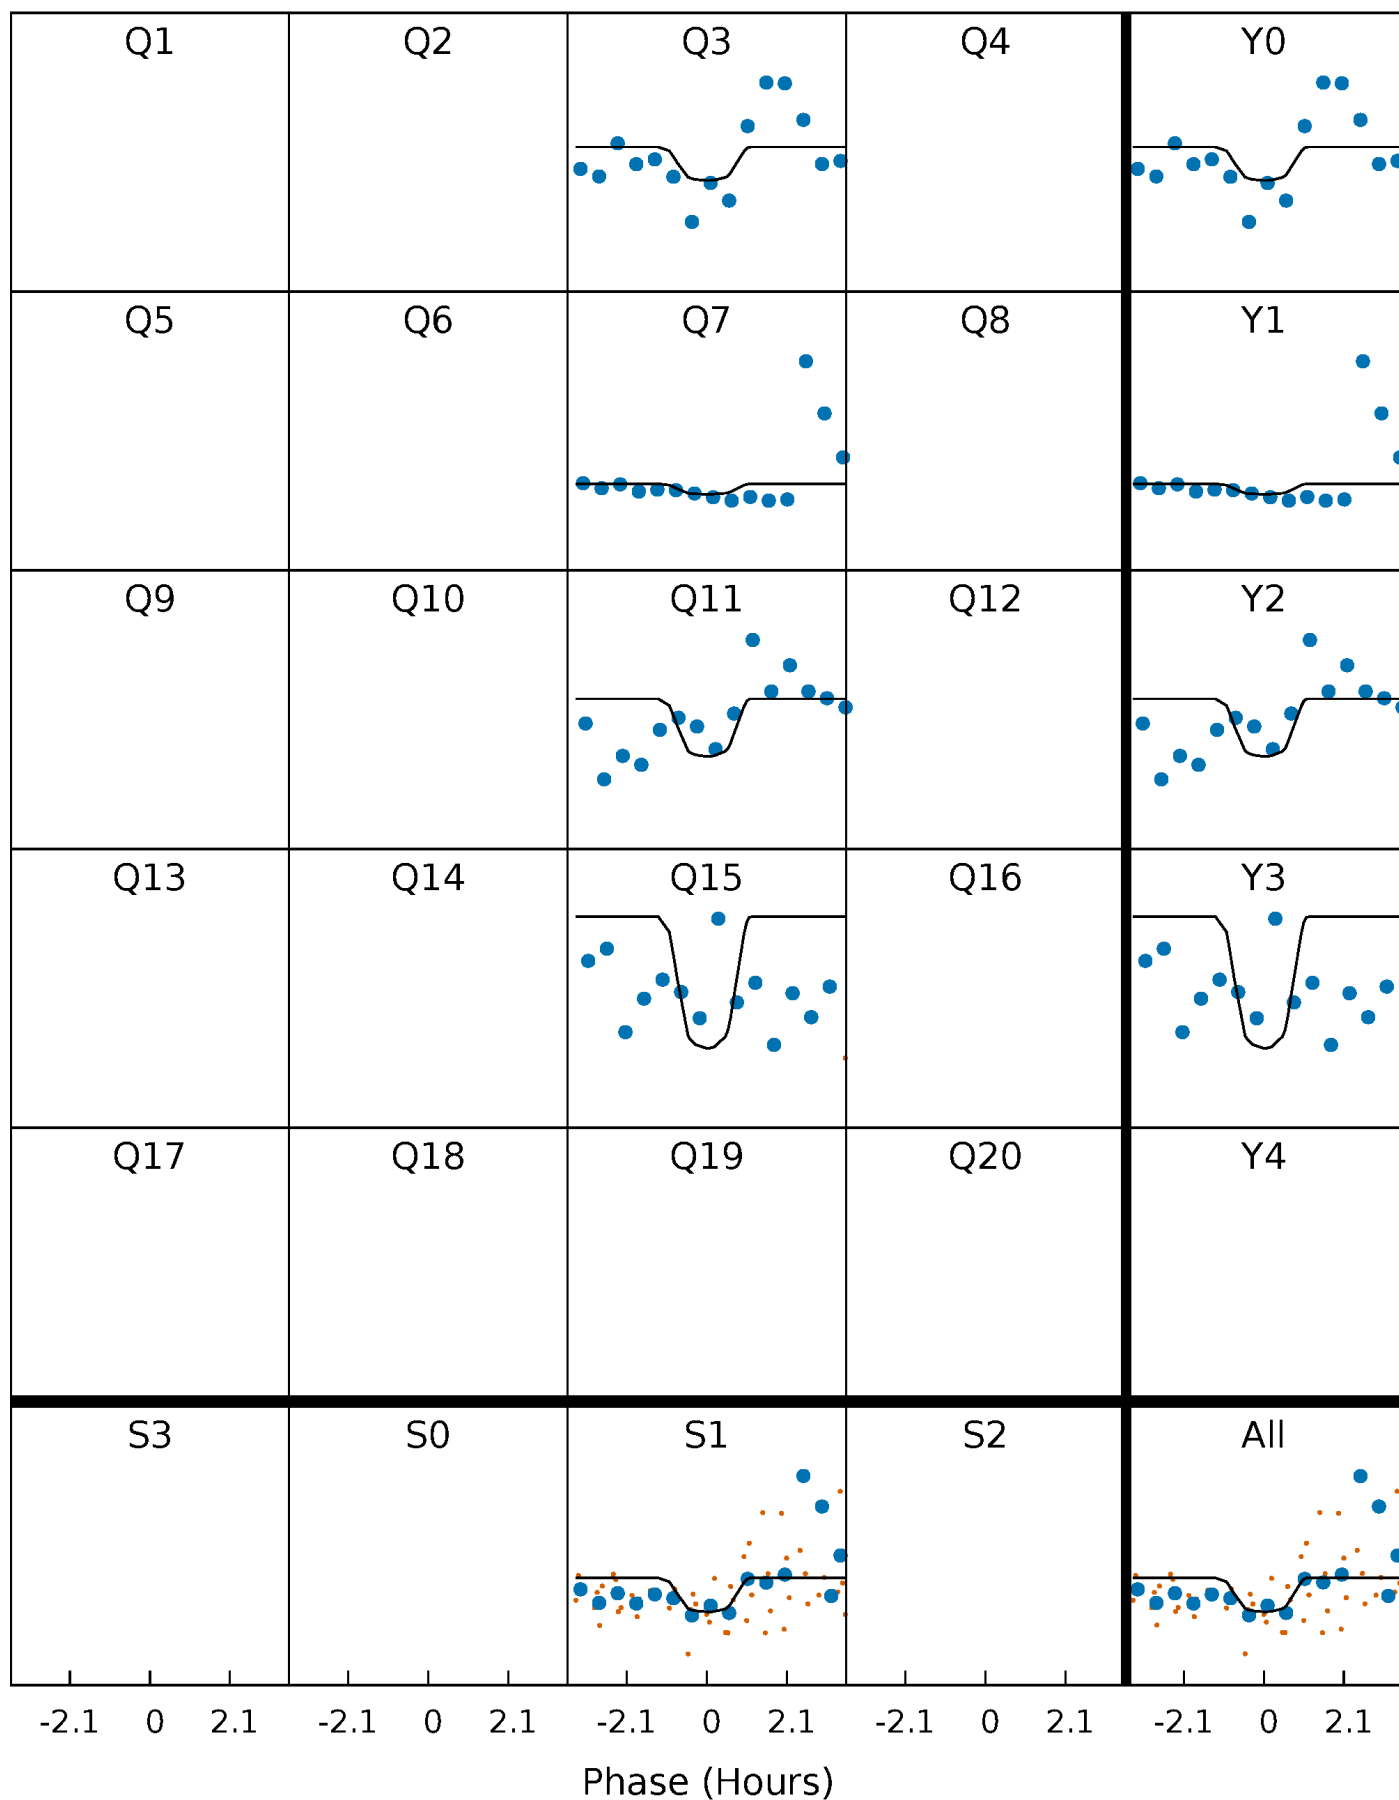 Q1 Q2 Q3 Q4 Y0
Q5 Q6 Q7 Q8 Y1
Q9 Q10 Q11 Q12 Y2
Q13 Q14 Q15 Q16 Y3
Q17 Q18 Q19 Q20 Y4
S3 S0 S1 S2 All
-2.1 0 2.1 -2.1 0 2.1 -2.1 0 2.1 -2.1 0 2.1 -2.1 0 2.1
Phase (Hours)